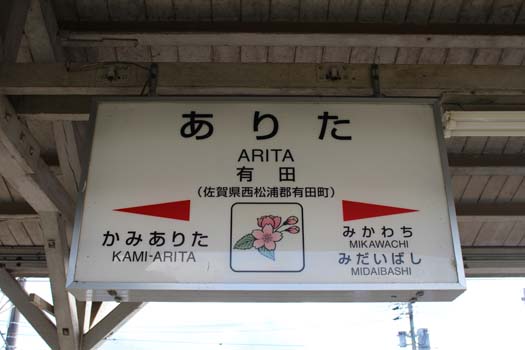 ありた
ARITA
有田
(佐賀県西松浦郡有田町)
かみありた
KAMI-ARITA
みかわち
MIKAWACHI
みだいばし
MIDAIBASHI